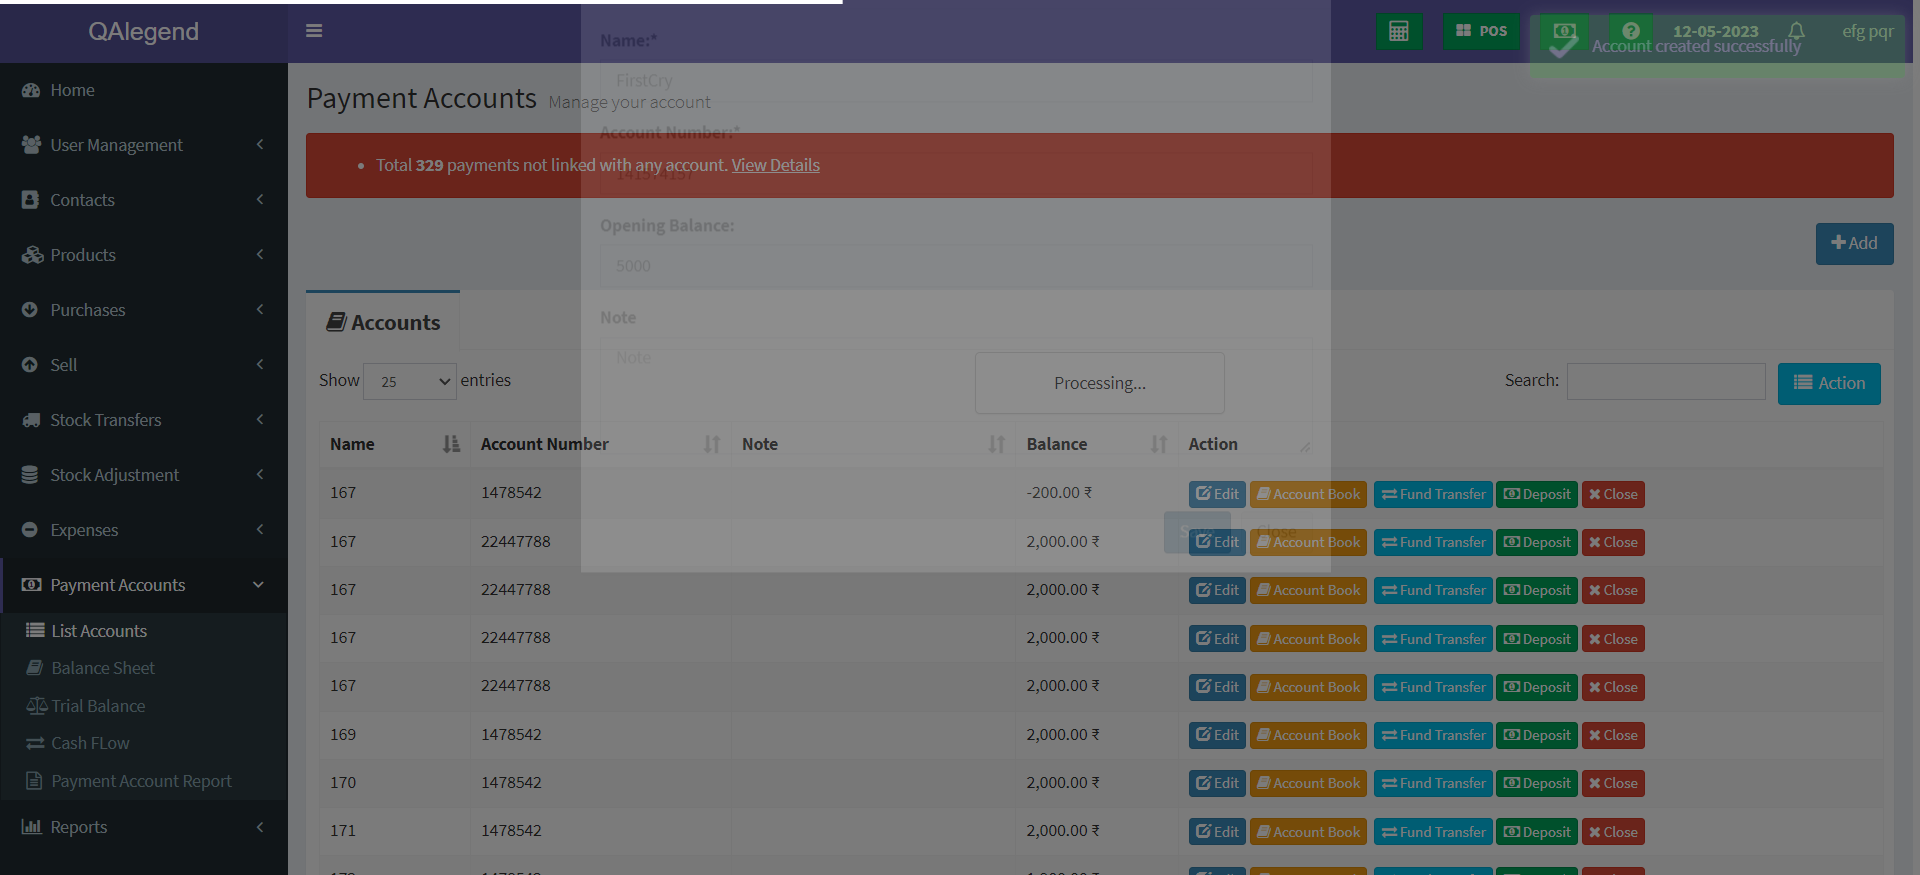 QAlegend
POS
12-05-2023
efg pqr
Account created successfully
Home
User Management
Contacts
Products
Purchases
Sell
Stock Transfers
Stock Adjustment
Expenses
Payment Accounts
List Accounts
Balance Sheet
Trial Balance
Cash FLow
Payment Account Report
Reports
Name:*
FirstCry
Payment Accounts Manage your account
Account Number:*
Total 329 payments not linked with any account. View Details
Opening Balance:
5000
Add
Note
Note
Accounts
Show 25 entries
Search:
Action
Processing...
Name Account Number Note Balance Action
167 1478542 -200.00 ₹ Edit Account Book Fund Transfer Deposit Close
Save Close
167 22447788 2,000.00 ₹ Edit Account Book Fund Transfer Deposit Close
167 22447788 2,000.00 ₹ Edit Account Book Fund Transfer Deposit Close
167 22447788 2,000.00 ₹ Edit Account Book Fund Transfer Deposit Close
167 22447788 2,000.00 ₹ Edit Account Book Fund Transfer Deposit Close
169 1478542 2,000.00 ₹ Edit Account Book Fund Transfer Deposit Close
170 1478542 2,000.00 ₹ Edit Account Book Fund Transfer Deposit Close
171 1478542 2,000.00 ₹ Edit Account Book Fund Transfer Deposit Close